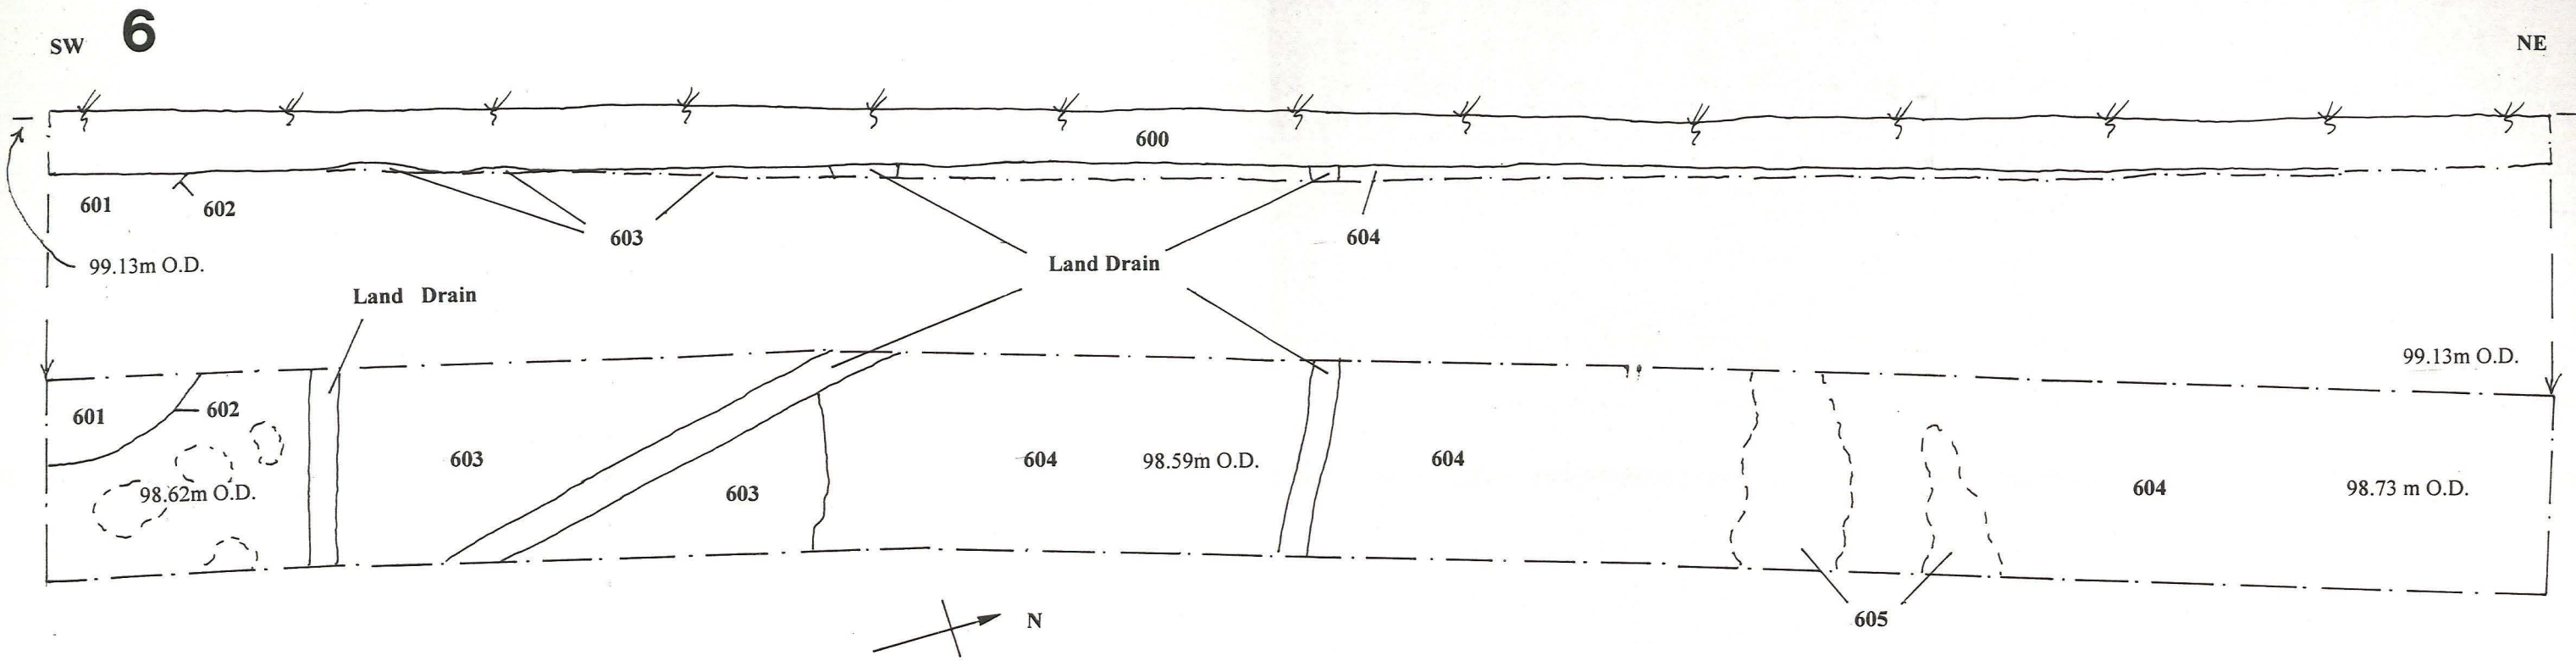 6
SW
NE
600
601
602
603
604
99.13m O.D.
Land Drain
Land Drain
99.13m O.D.
601
602
603
98.62m O.D.
603
604
98.59m O.D.
604
604
98.73 m O.D.
605
N